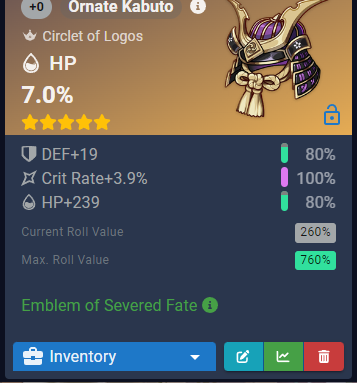 +0 Ornate Kabuto
Circlet of Logos
HP
7.0%
DEF+19 80%
Crit Rate+3.9% 100%
HP+239 80%
Current Roll Value 260%
Max. Roll Value 760%
Emblem of Severed Fate
Inventory